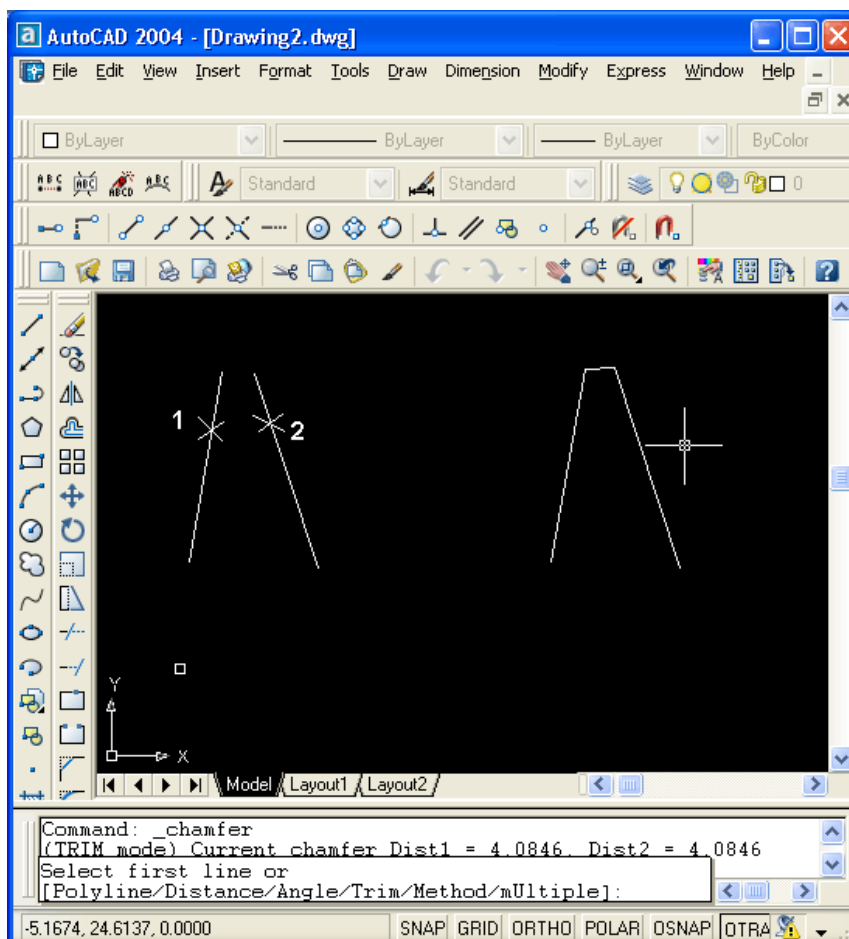 AutoCAD 2004 - [Drawing2.dwg]
File Edit View Insert Format Tools Draw Dimension Modify Express Window Help
ByLayer ByLayer ByLayer ByColor
Standard Standard 0
1
2
Y
X
Model Layout1 Layout2
Command: _chamfer
(TRIM mode) Current chamfer Dist1 = 4.0846, Dist2 = 4.0846
Select first line or
[Polyline/Distance/Angle/Trim/Method/mUltiple]:
-5.1674, 24.6137, 0.0000 SNAP GRID ORTHO POLAR OSNAP OTRA